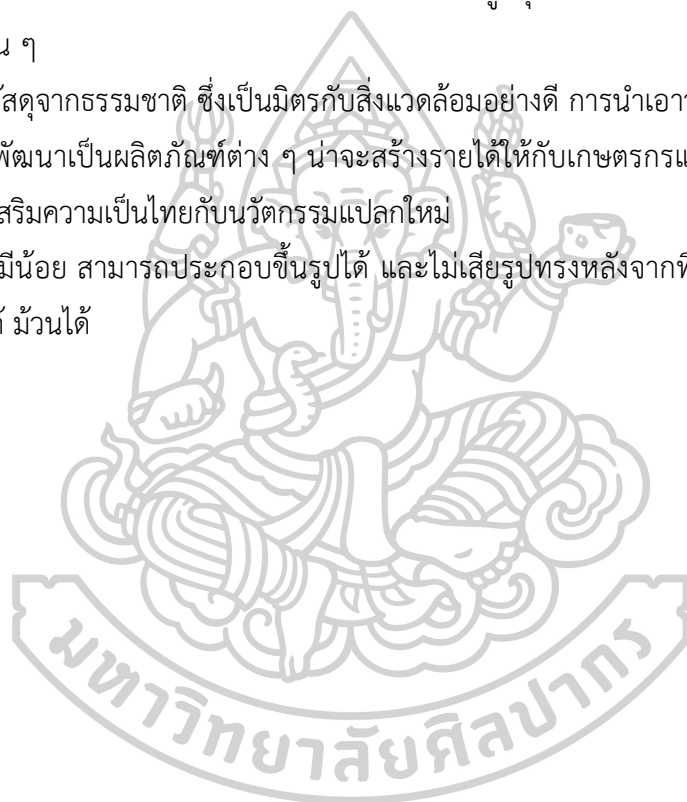 น ๆ
วัสดุจากธรรมชาติ ซึ่งเป็นมิตรกับสิ่งแวดล้อมอย่างดี การนำเอา
พัฒนาเป็นผลิตภัณฑ์ต่าง ๆ น่าจะสร้างรายได้ให้กับเกษตรกร
เสริมความเป็นไทยกับนวัตกรรมแปลกใหม่
มีน้อย สามารถประกอบขึ้นรูปได้ และไม่เสียรูปทรงหลังจากที่
ม้วนได้
มหาวิทยาลัยศิลปากร